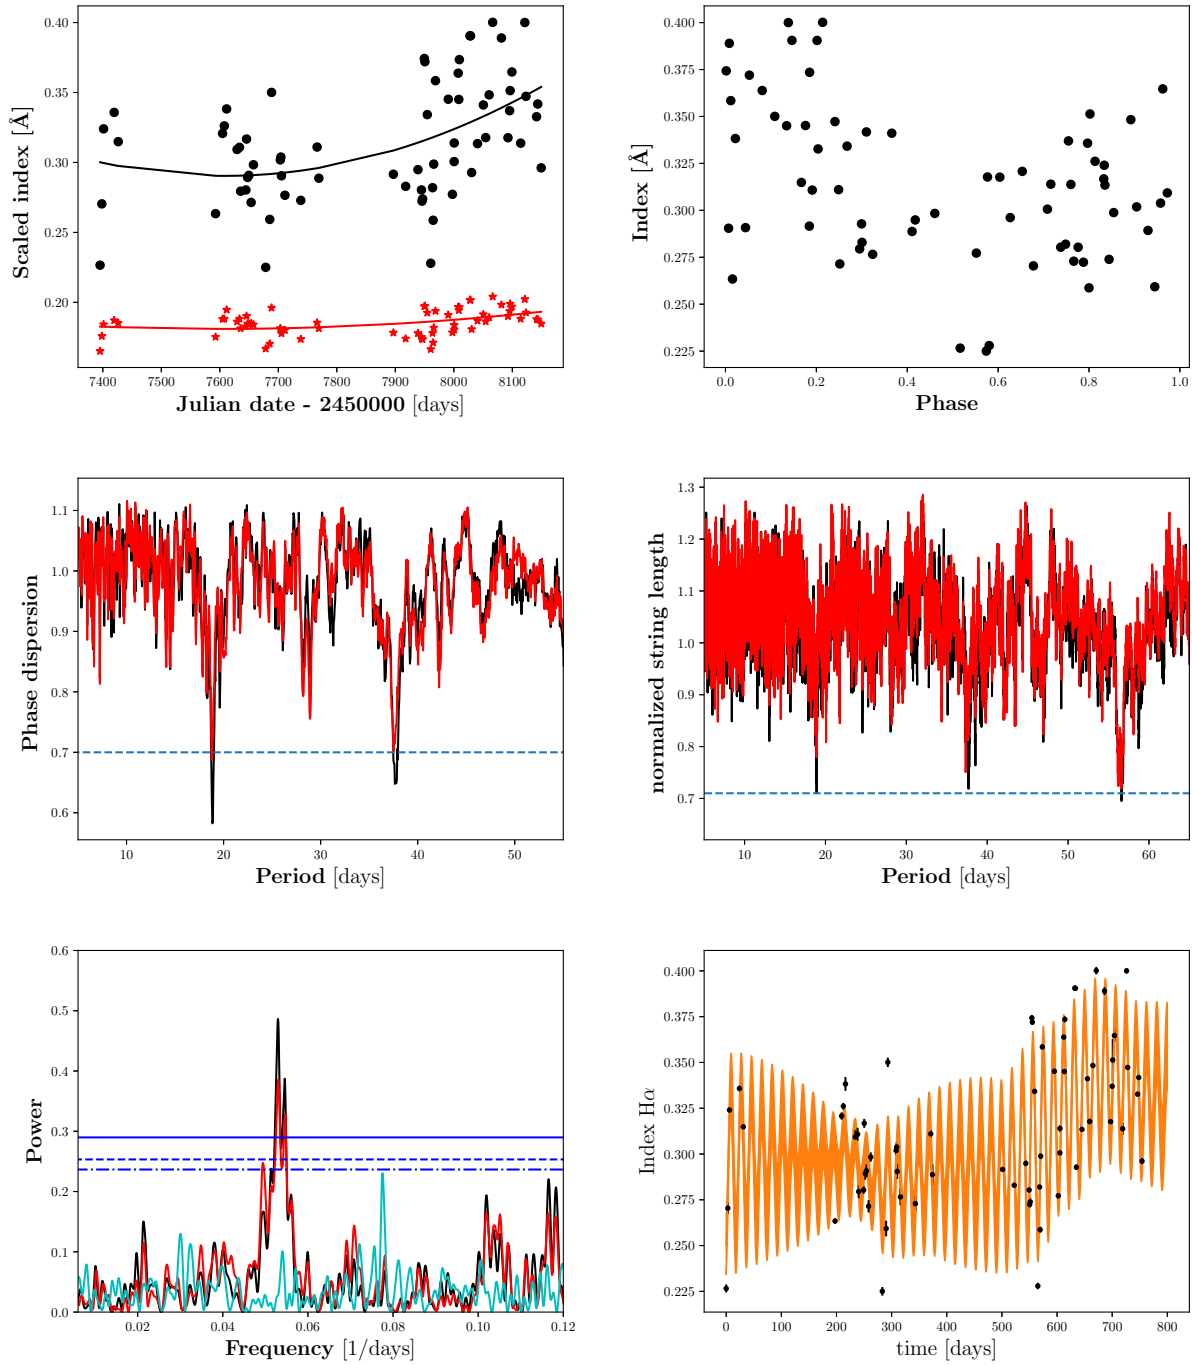 Scaled index [Å]
0.40
0.35
0.30
0.25
0.20
7400 7500 7600 7700 7800 7900 8000 8100
Julian date - 2450000 [days]
Index [Å]
0.400
0.375
0.350
0.325
0.300
0.275
0.250
0.225
0.0 0.2 0.4 0.6 0.8 1.0
Phase
Phase dispersion
1.1
1.0
0.9
0.8
0.7
0.6
10 20 30 40 50
Period [days]
normalized string length
1.3
1.2
1.1
1.0
0.9
0.8
0.7
10 20 30 40 50 60
Period [days]
Power
0.6
0.5
0.4
0.3
0.2
0.1
0.0
0.02 0.04 0.06 0.08 0.10 0.12
Frequency [1/days]
Index Hα
0.400
0.375
0.350
0.325
0.300
0.275
0.250
0.225
0 100 200 300 400 500 600 700 800
time [days]